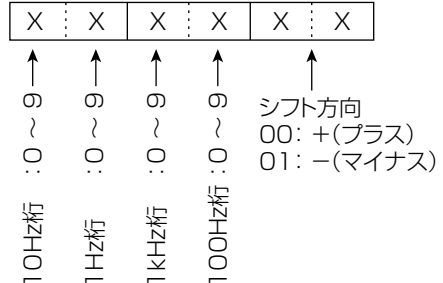 X X X X X X
10Hz桁:0~9
1Hz桁:0~9
1kHz桁:0~9
100Hz桁:0~9
シフト方向
00:+(プラス)
01:−(マイナス)